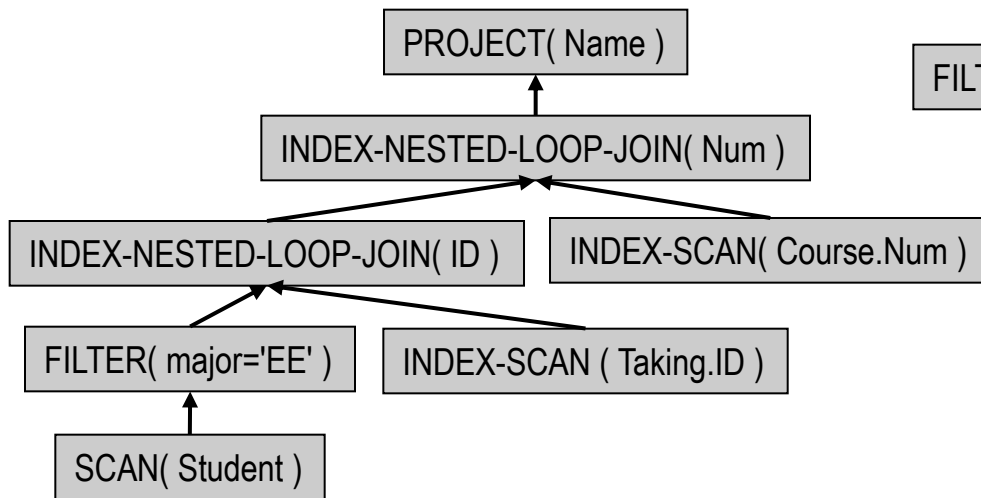 PROJECT( Name )
FILT
INDEX-NESTED-LOOP-JOIN( Num )
INDEX-NESTED-LOOP-JOIN( ID )
INDEX-SCAN( Course.Num )
FILTER( major='EE' )
INDEX-SCAN ( Taking.ID )
SCAN( Student )